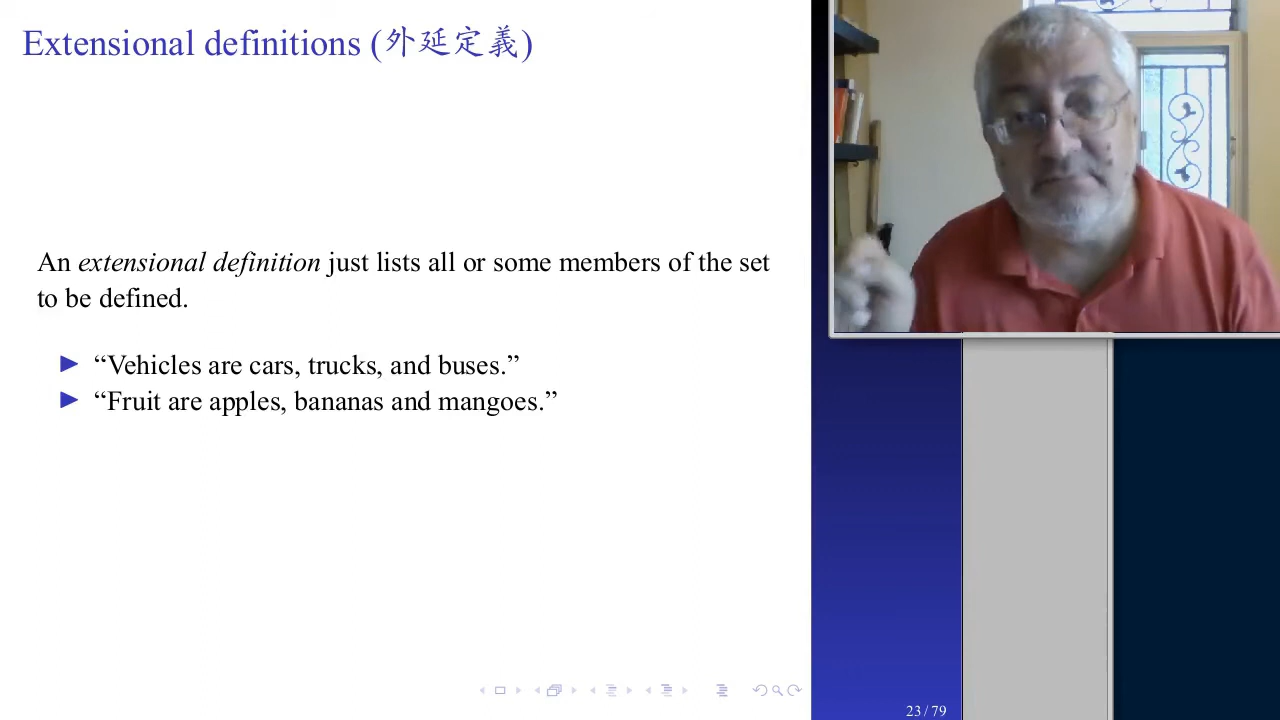 Extensional definitions (外延定義)
An extensional definition just lists all or some members of the set
to be defined.
“Vehicles are cars, trucks, and buses.”
“Fruit are apples, bananas and mangoes.”
23 / 79